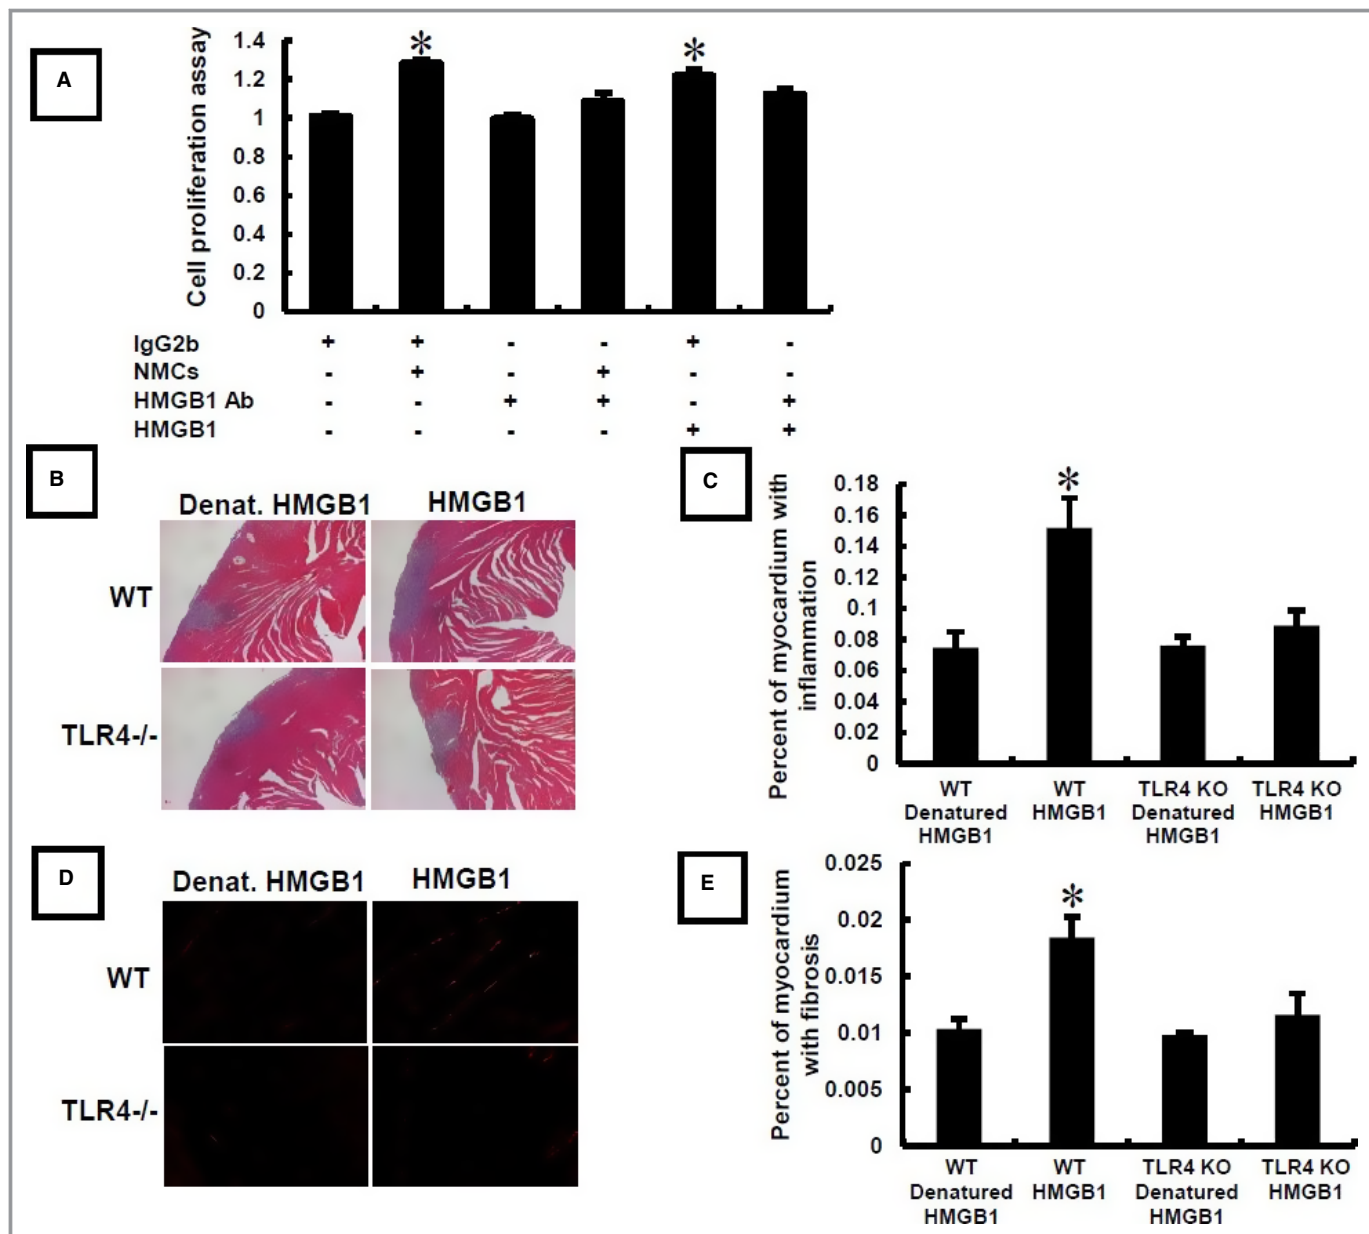 A
Cell proliferation assay
1.4
1.2
1
0.8
0.6
0.4
0.2
0
*
*
IgG2b + + - - + -
NMCs - + - + - -
HMGB1 Ab - - + + - +
HMGB1 - - - - + +
B
Denat. HMGB1 HMGB1
WT
TLR4-/-
C
Percent of myocardium with
inflammation
0.18
0.16
0.14
0.12
0.1
0.08
0.06
0.04
0.02
0
*
WT
Denatured
HMGB1
WT
HMGB1
TLR4 KO
Denatured
HMGB1
TLR4 KO
HMGB1
D
Denat. HMGB1 HMGB1
WT
TLR4-/-
E
Percent of myocardium
with fibrosis
0.025
0.02
0.015
0.01
0.005
0
*
WT
Denatured
HMGB1
WT
HMGB1
TLR4 KO
Denatured
HMGB1
TLR4 KO
HMGB1